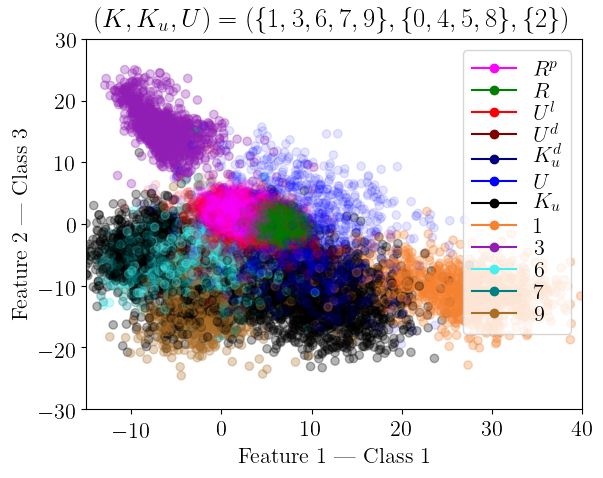 (K, K_u, U) = ({1, 3, 6, 7, 9}, {0, 4, 5, 8}, {2})
Feature 2 — Class 3
30
20
10
0
−10
−20
−30
R^p
R
U^l
U^d
K_u^d
U
K_u
1
3
6
7
9
−10 0 10 20 30 40
Feature 1 — Class 1